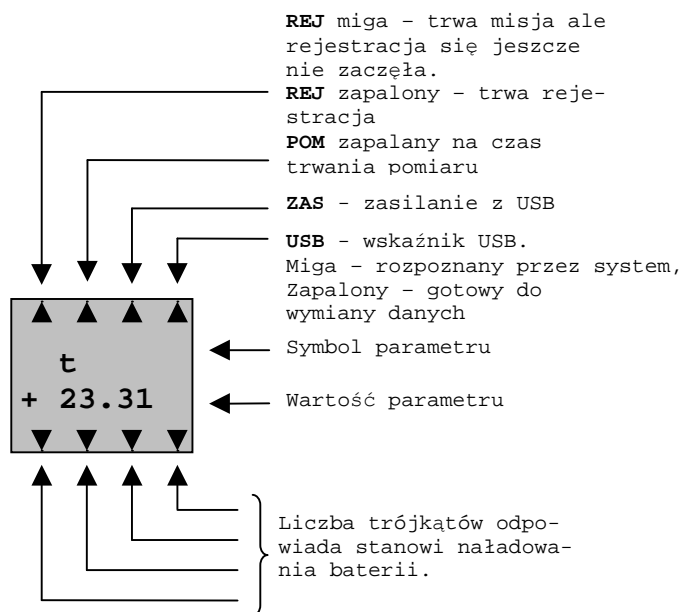 REJ miga – trwa misja ale
rejestracja się jeszcze
nie zaczęła.
REJ zapalony – trwa reje-
stracja
POM zapalany na czas
trwania pomiaru
ZAS - zasilanie z USB
USB - wskaźnik USB.
Miga – rozpoznany przez system,
Zapalony – gotowy do
wymiany danych
t
Symbol parametru
+ 23.31
Wartość parametru
Liczba trójkątów odpo-
wiada stanowi naładowa-
nia baterii.